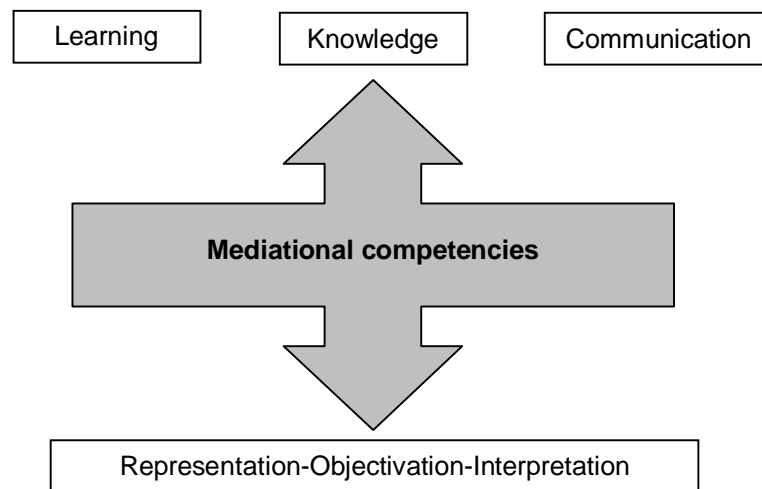 Learning
Knowledge
Communication
Mediational competencies
Representation-Objectivation-Interpretation